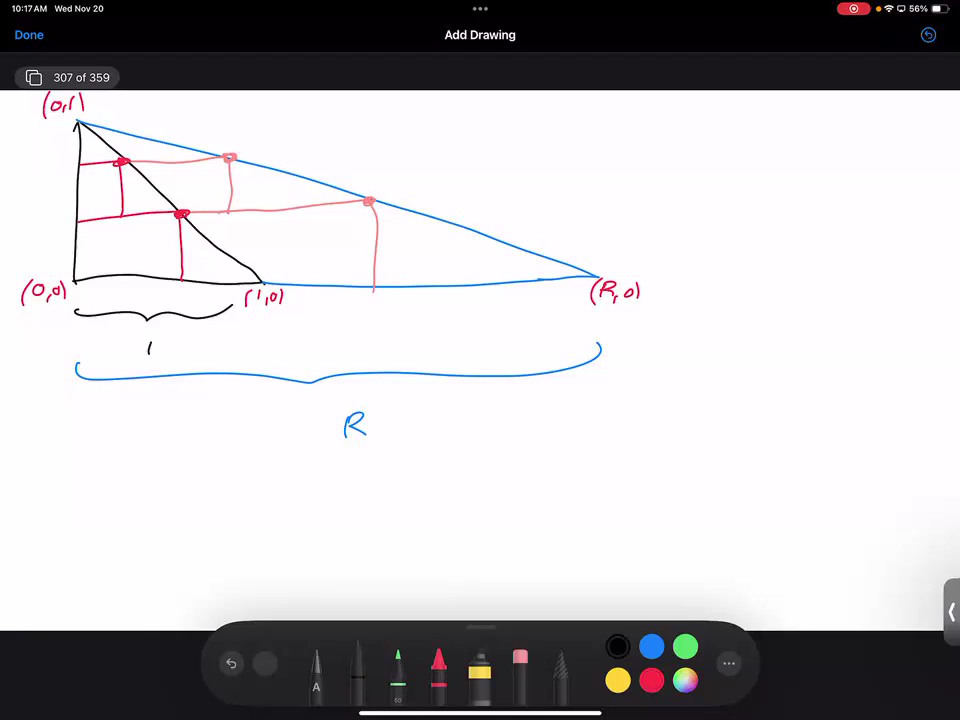 10:17 AM Wed Nov 20
56%
Done
Add Drawing
307 of 359
(0,1)
(0,0)
(1,0)
(R,0)
1
R
A
60